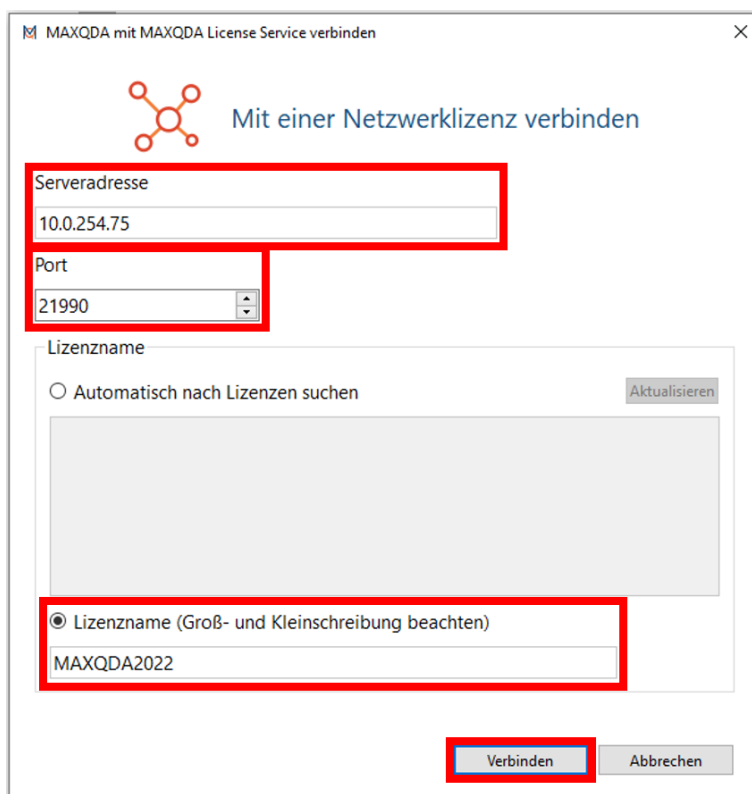 MAXQDA mit MAXQDA License Service verbinden
Mit einer Netzwerklizenz verbinden
Serveradresse
10.0.254.75
Port
21990
Lizenzname
Automatisch nach Lizenzen suchen
Aktualisieren
Lizenzname (Groß- und Kleinschreibung beachten)
MAXQDA2022
Verbinden
Abbrechen